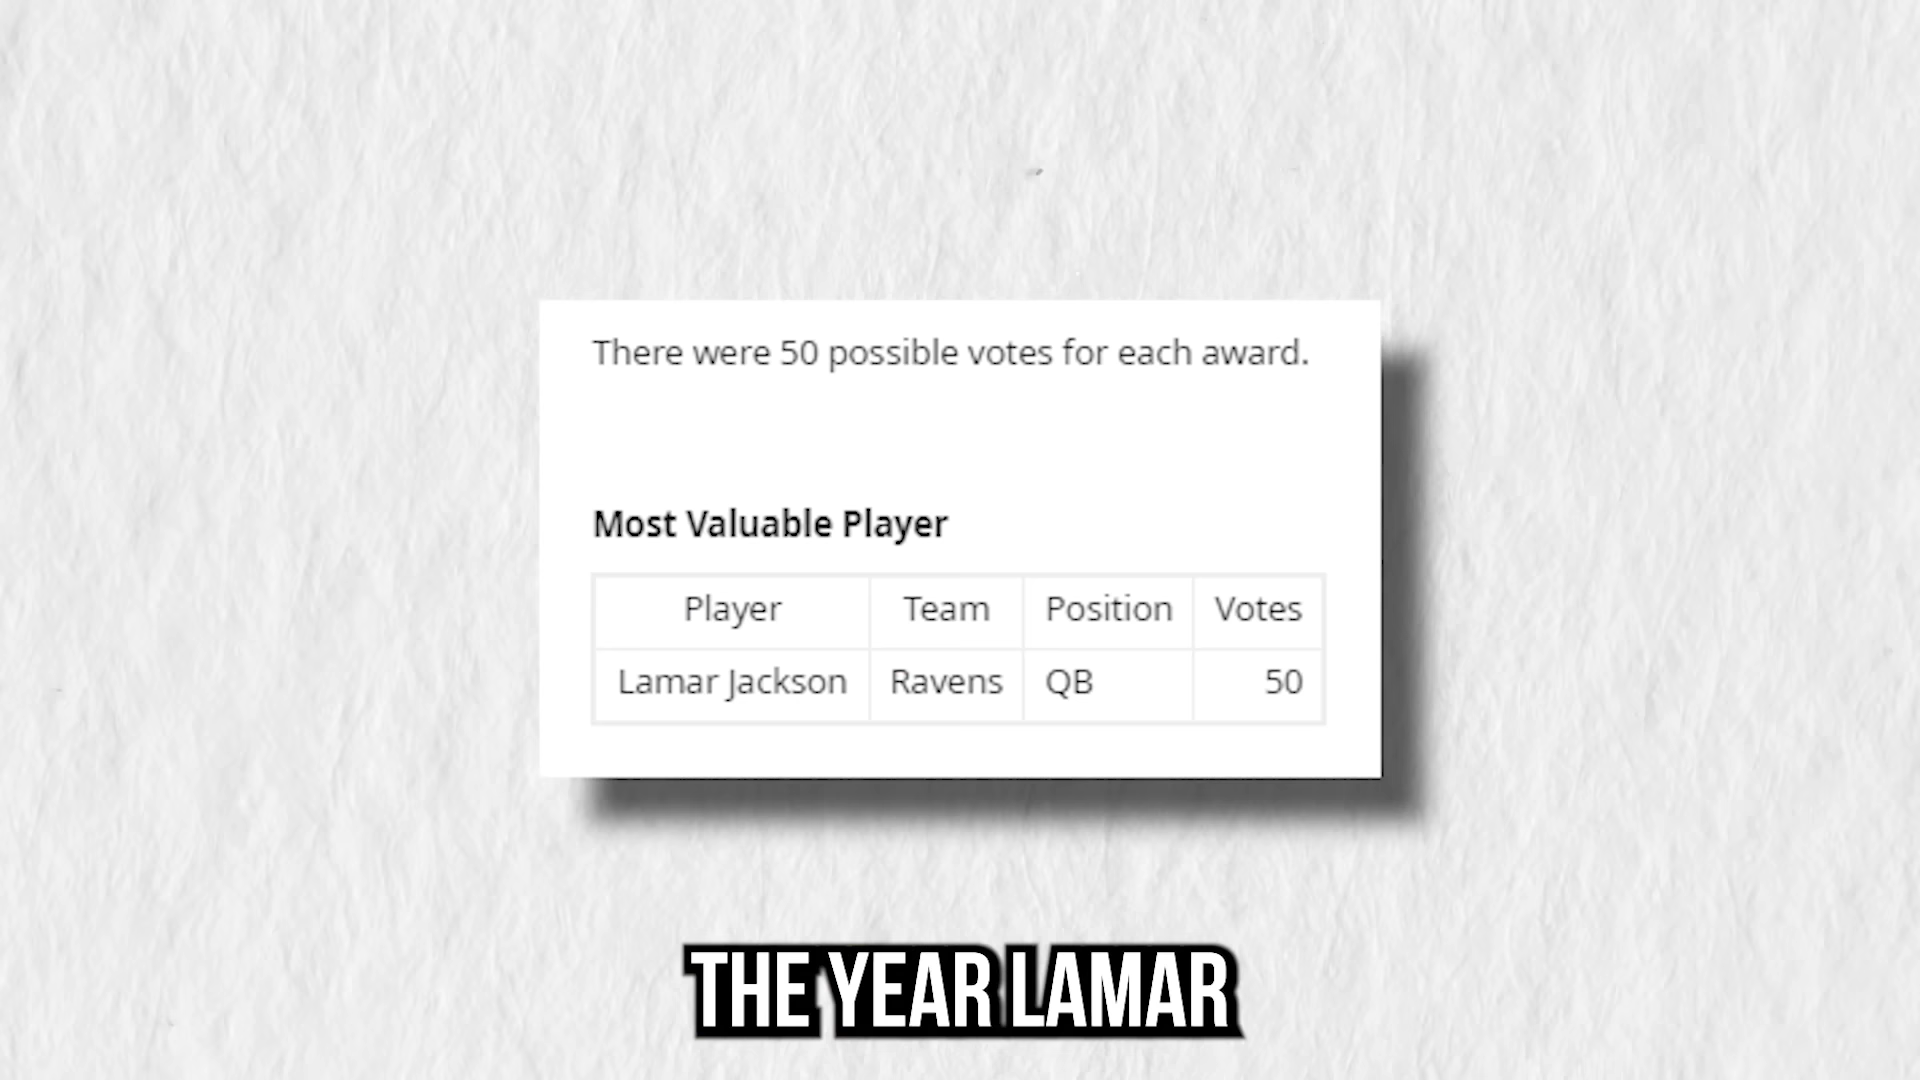 There were 50 possible votes for each award.
Most Valuable Player
Player Team Position Votes
Lamar Jackson Ravens QB 50
THE YEAR LAMAR